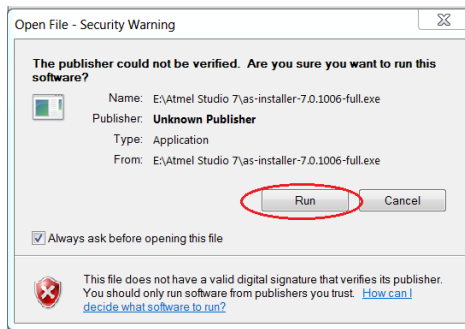 Open File - Security Warning
The publisher could not be verified.  Are you sure you want to run this
software?
Name: E:\Atmel Studio 7\as-installer-7.0.1006-full.exe
Publisher: Unknown Publisher
Type: Application
From: E:\Atmel Studio 7\as-installer-7.0.1006-full.exe
Run Cancel
Always ask before opening this file
This file does not have a valid digital signature that verifies its publisher.
You should only run software from publishers you trust. How can I
decide what software to run?